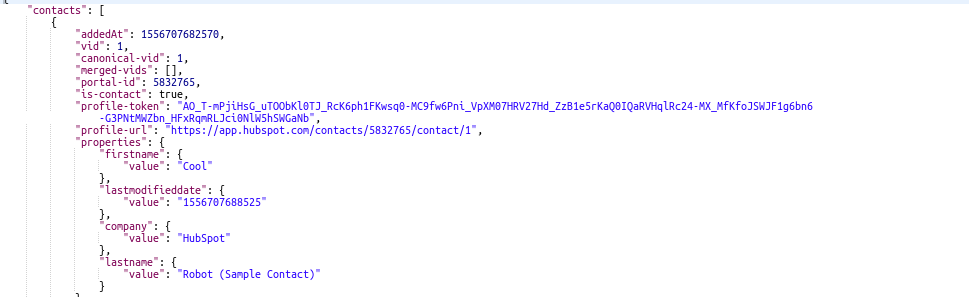 "contacts": [
{
"addedAt": 1556707682570,
"vid": 1,
"canonical-vid": 1,
"merged-vids": [],
"portal-id": 5832765,
"is-contact": true,
"profile-token": "AO_T-mPjiHsG_uTOObKl0TJ_RcK6ph1FKwsq0-MC9fw6Pni_VpXM07HRV27Hd_ZzB1e5rKaQ0IQaRVHqlRc24-MX_MfKfoJSWJF1g6bn6
-G3PNtMWZbn_HFxRqmRLJci0NlW5hSWGaNb",
"profile-url": "https://app.hubspot.com/contacts/5832765/contact/1",
"properties": {
"firstname": {
"value": "Cool"
},
"lastmodifieddate": {
"value": "1556707688525"
},
"company": {
"value": "HubSpot"
},
"lastname": {
"value": "Robot (Sample Contact)"
}
}